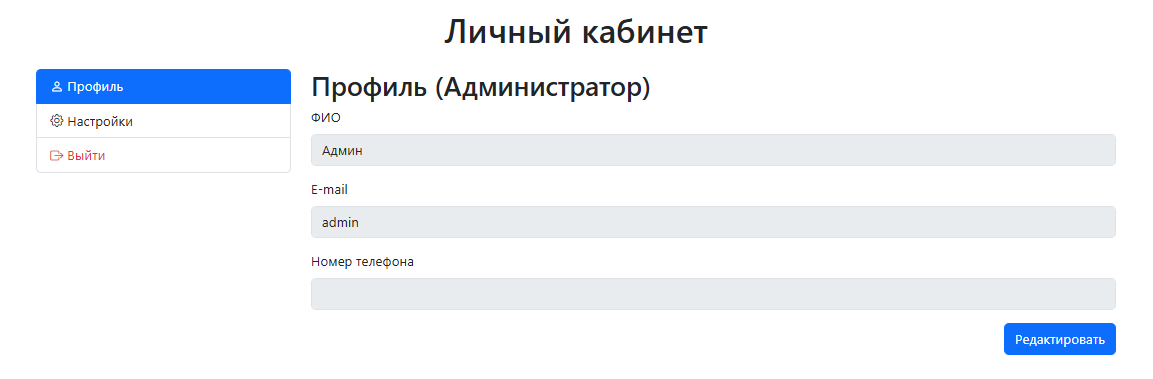 Личный кабинет
Профиль
Настройки
Выйти
Профиль (Администратор)
ФИО
Админ
E-mail
admin
Номер телефона
Редактировать